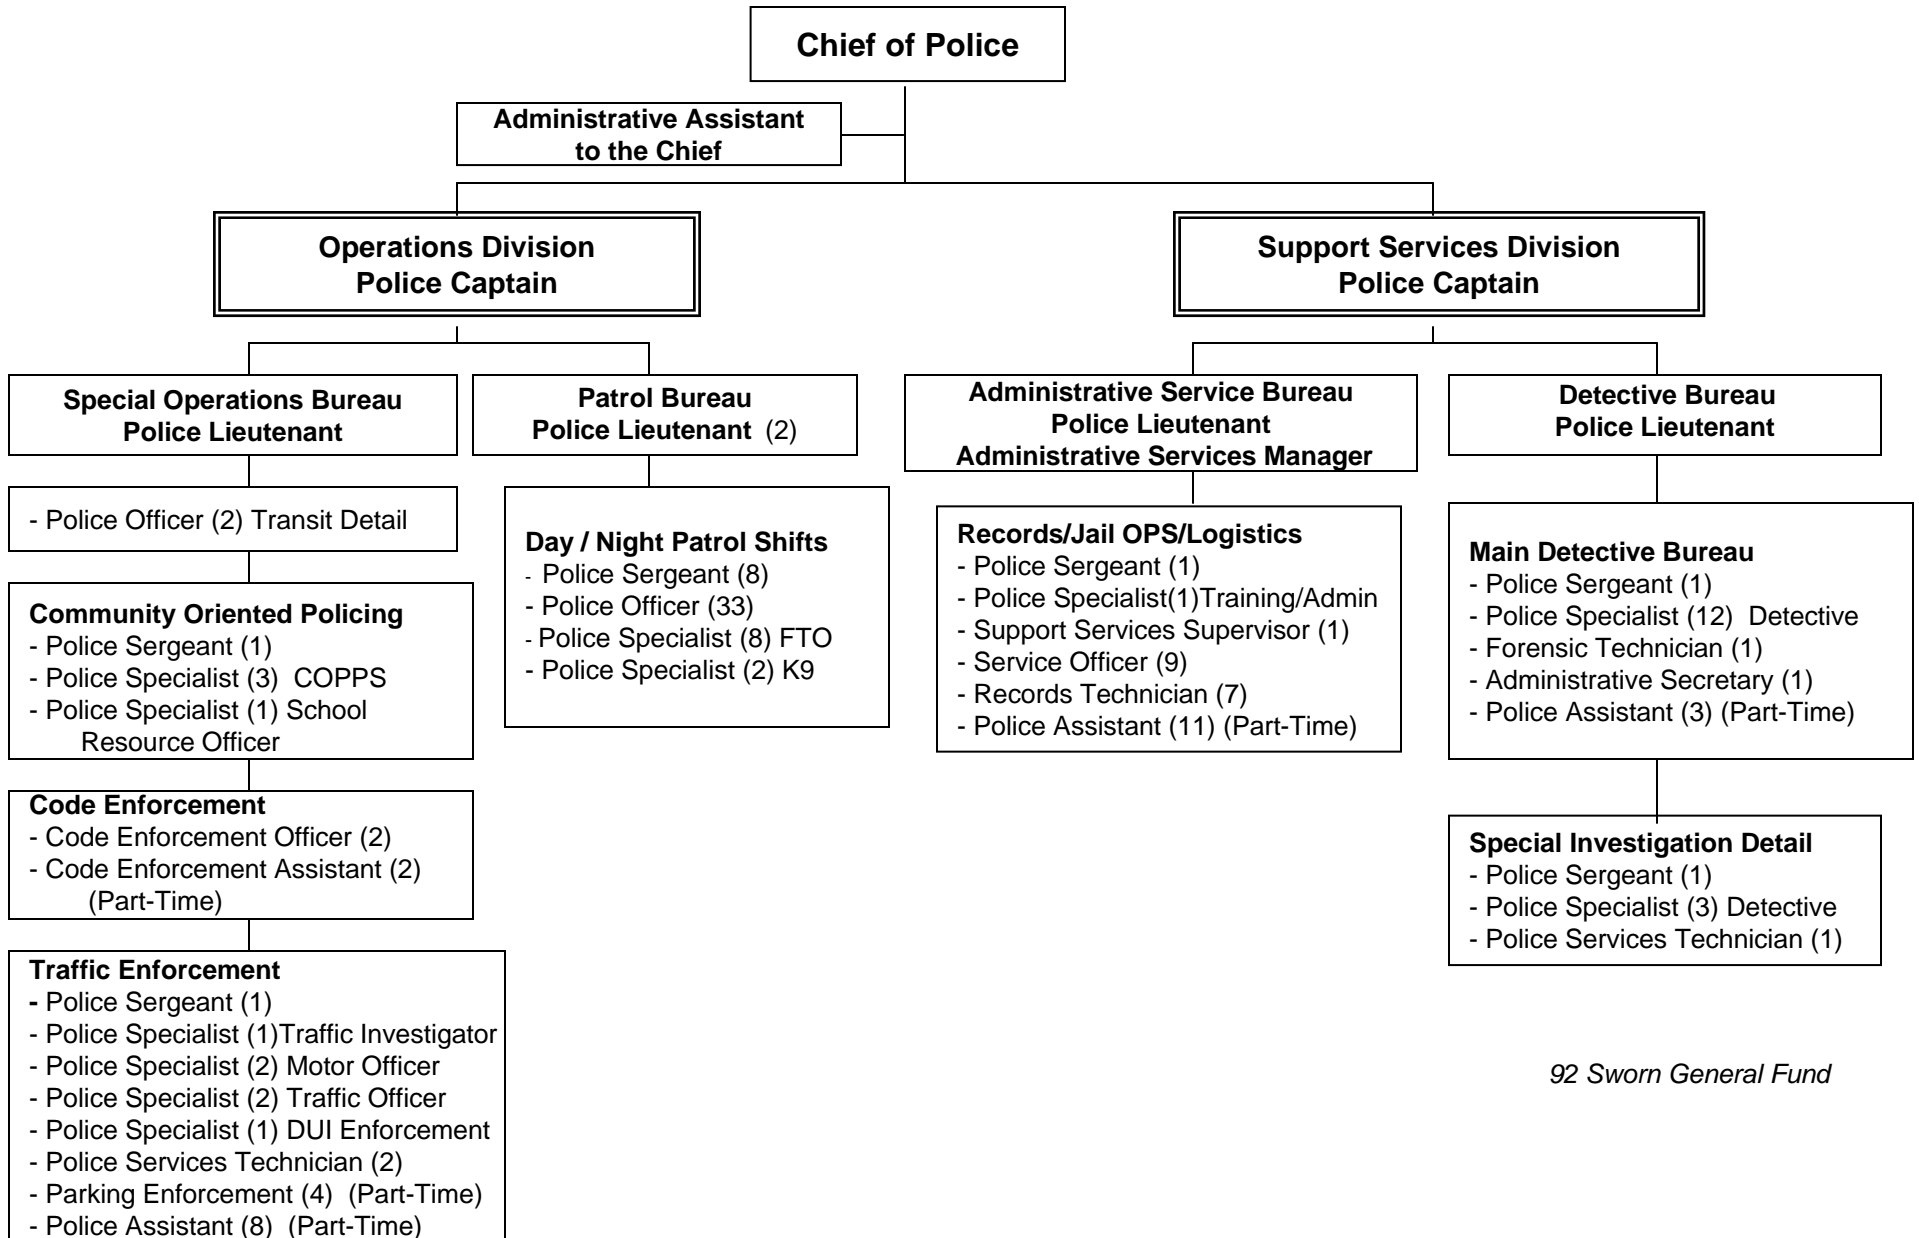 Chief of Police
Administrative Assistant
to the Chief
Operations Division
Police Captain
Support Services Division
Police Captain
Special Operations Bureau
Police Lieutenant
Patrol Bureau
Police Lieutenant (2)
Administrative Service Bureau
Police Lieutenant
Administrative Services Manager
Detective Bureau
Police Lieutenant
- Police Officer (2) Transit Detail
Community Oriented Policing
- Police Sergeant (1)
- Police Specialist (3) COPPS
- Police Specialist (1) School
Resource Officer
Code Enforcement
- Code Enforcement Officer (2)
- Code Enforcement Assistant (2)
(Part-Time)
Traffic Enforcement
- Police Sergeant (1)
- Police Specialist (1)Traffic Investigator
- Police Specialist (2) Motor Officer
- Police Specialist (2) Traffic Officer
- Police Specialist (1) DUI Enforcement
- Police Services Technician (2)
- Parking Enforcement (4) (Part-Time)
- Police Assistant (8) (Part-Time)
Day / Night Patrol Shifts
- Police Sergeant (8)
- Police Officer (33)
- Police Specialist (8) FTO
- Police Specialist (2) K9
Records/Jail OPS/Logistics
- Police Sergeant (1)
- Police Specialist(1)Training/Admin
- Support Services Supervisor (1)
- Service Officer (9)
- Records Technician (7)
- Police Assistant (11) (Part-Time)
Main Detective Bureau
- Police Sergeant (1)
- Police Specialist (12) Detective
- Forensic Technician (1)
- Administrative Secretary (1)
- Police Assistant (3) (Part-Time)
Special Investigation Detail
- Police Sergeant (1)
- Police Specialist (3) Detective
- Police Services Technician (1)
92 Sworn General Fund